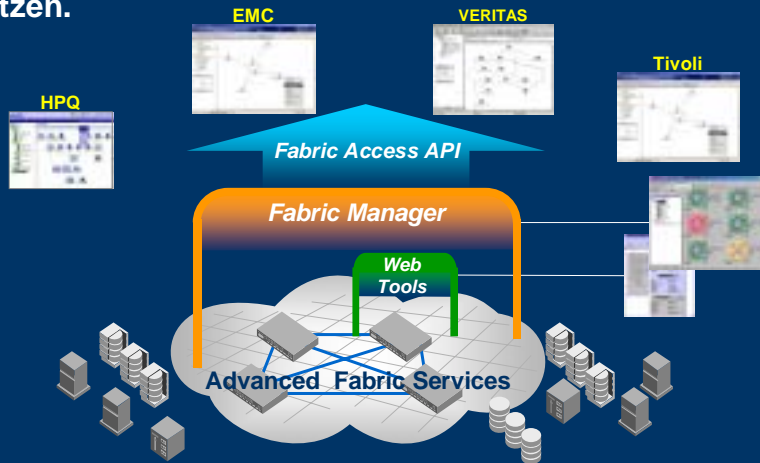 tzen.
EMC
VERITAS
Tivoli
HPQ
Fabric Access API
Fabric Manager
Web
Tools
Advanced Fabric Services